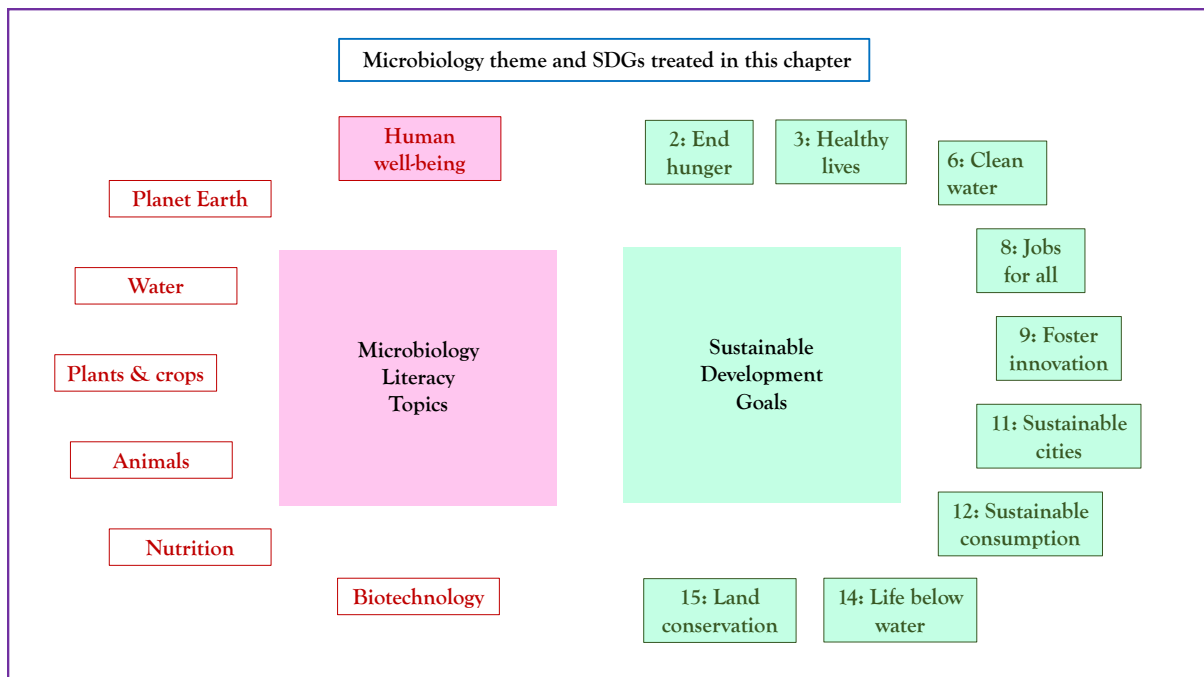 Microbiology theme and SDGs treated in this chapter
Human
well-being
Planet Earth
Water
Plants & crops
Animals
Nutrition
Biotechnology
Microbiology
Literacy
Topics
Sustainable
Development
Goals
2: End
hunger
3: Healthy
lives
6: Clean
water
8: Jobs
for all
9: Foster
innovation
11: Sustainable
cities
12: Sustainable
consumption
14: Life below
water
15: Land
conservation